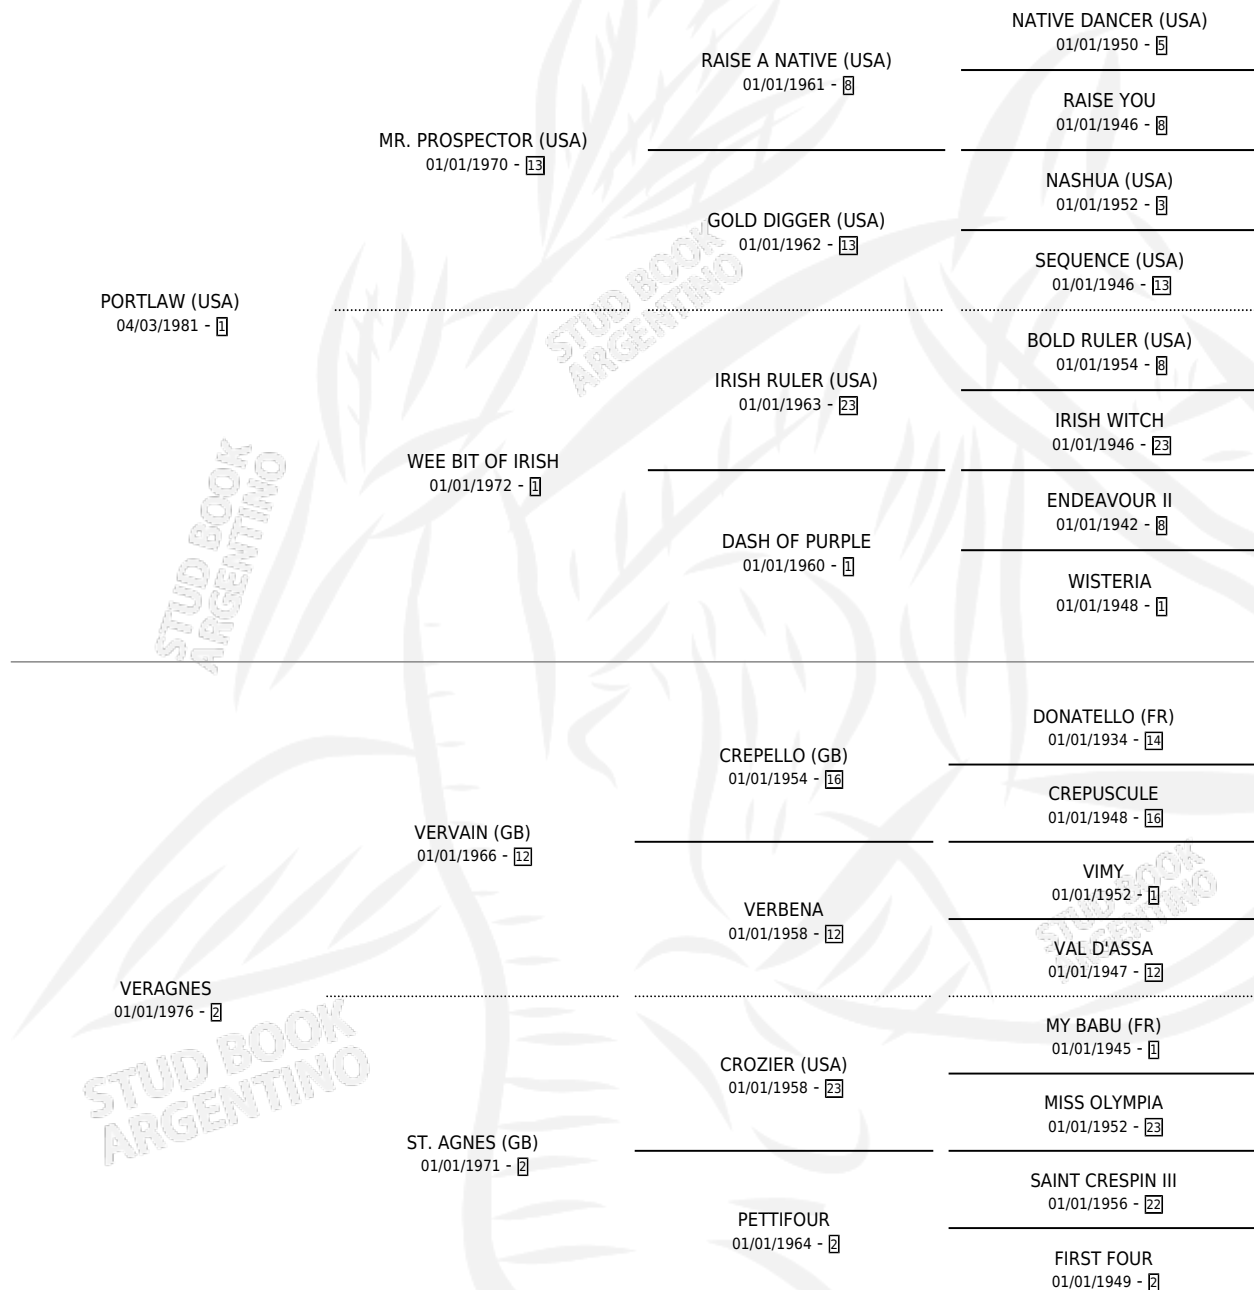 NATIVE DANCER (USA)
01/01/1950 - 5
RAISE A NATIVE (USA)
01/01/1961 - 8
RAISE YOU
01/01/1946 - 8
MR. PROSPECTOR (USA)
01/01/1970 - 13
NASHUA (USA)
01/01/1952 - 3
GOLD DIGGER (USA)
01/01/1962 - 13
SEQUENCE (USA)
01/01/1946 - 13
PORTLAW (USA)
04/03/1981 - 1
BOLD RULER (USA)
01/01/1954 - 8
IRISH RULER (USA)
01/01/1963 - 23
IRISH WITCH
01/01/1946 - 23
WEE BIT OF IRISH
01/01/1972 - 1
ENDEAVOUR II
01/01/1942 - 8
DASH OF PURPLE
01/01/1960 - 1
WISTERIA
01/01/1948 - 1
DONATELLO (FR)
01/01/1934 - 14
CREPELLO (GB)
01/01/1954 - 16
CREPUSCULE
01/01/1948 - 16
VERVAIN (GB)
01/01/1966 - 12
VIMY
01/01/1952 - 1
VERBENA
01/01/1958 - 12
VAL D'ASSA
01/01/1947 - 12
VERAGNES
01/01/1976 - 2
MY BABU (FR)
01/01/1945 - 1
CROZIER (USA)
01/01/1958 - 23
MISS OLYMPIA
01/01/1952 - 23
ST. AGNES (GB)
01/01/1971 - 2
SAINT CRESPIN III
01/01/1956 - 22
PETTIFOUR
01/01/1964 - 2
FIRST FOUR
01/01/1949 - 2
STUD BOOK
ARGENTINO
STUD BOOK
ARGENTINO
STUD BOOK
ARGENTINO
STUD BOOK
ARGENTINO